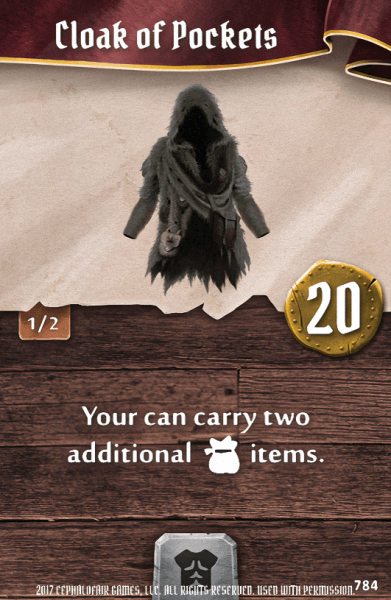 Cloak of Pockets
1/2
20
Your can carry two
additional items.
2017 CEPHALOFAIR GAMES, LLC. ALL RIGHTS RESERVED. USED WITH PERMISSION.
784